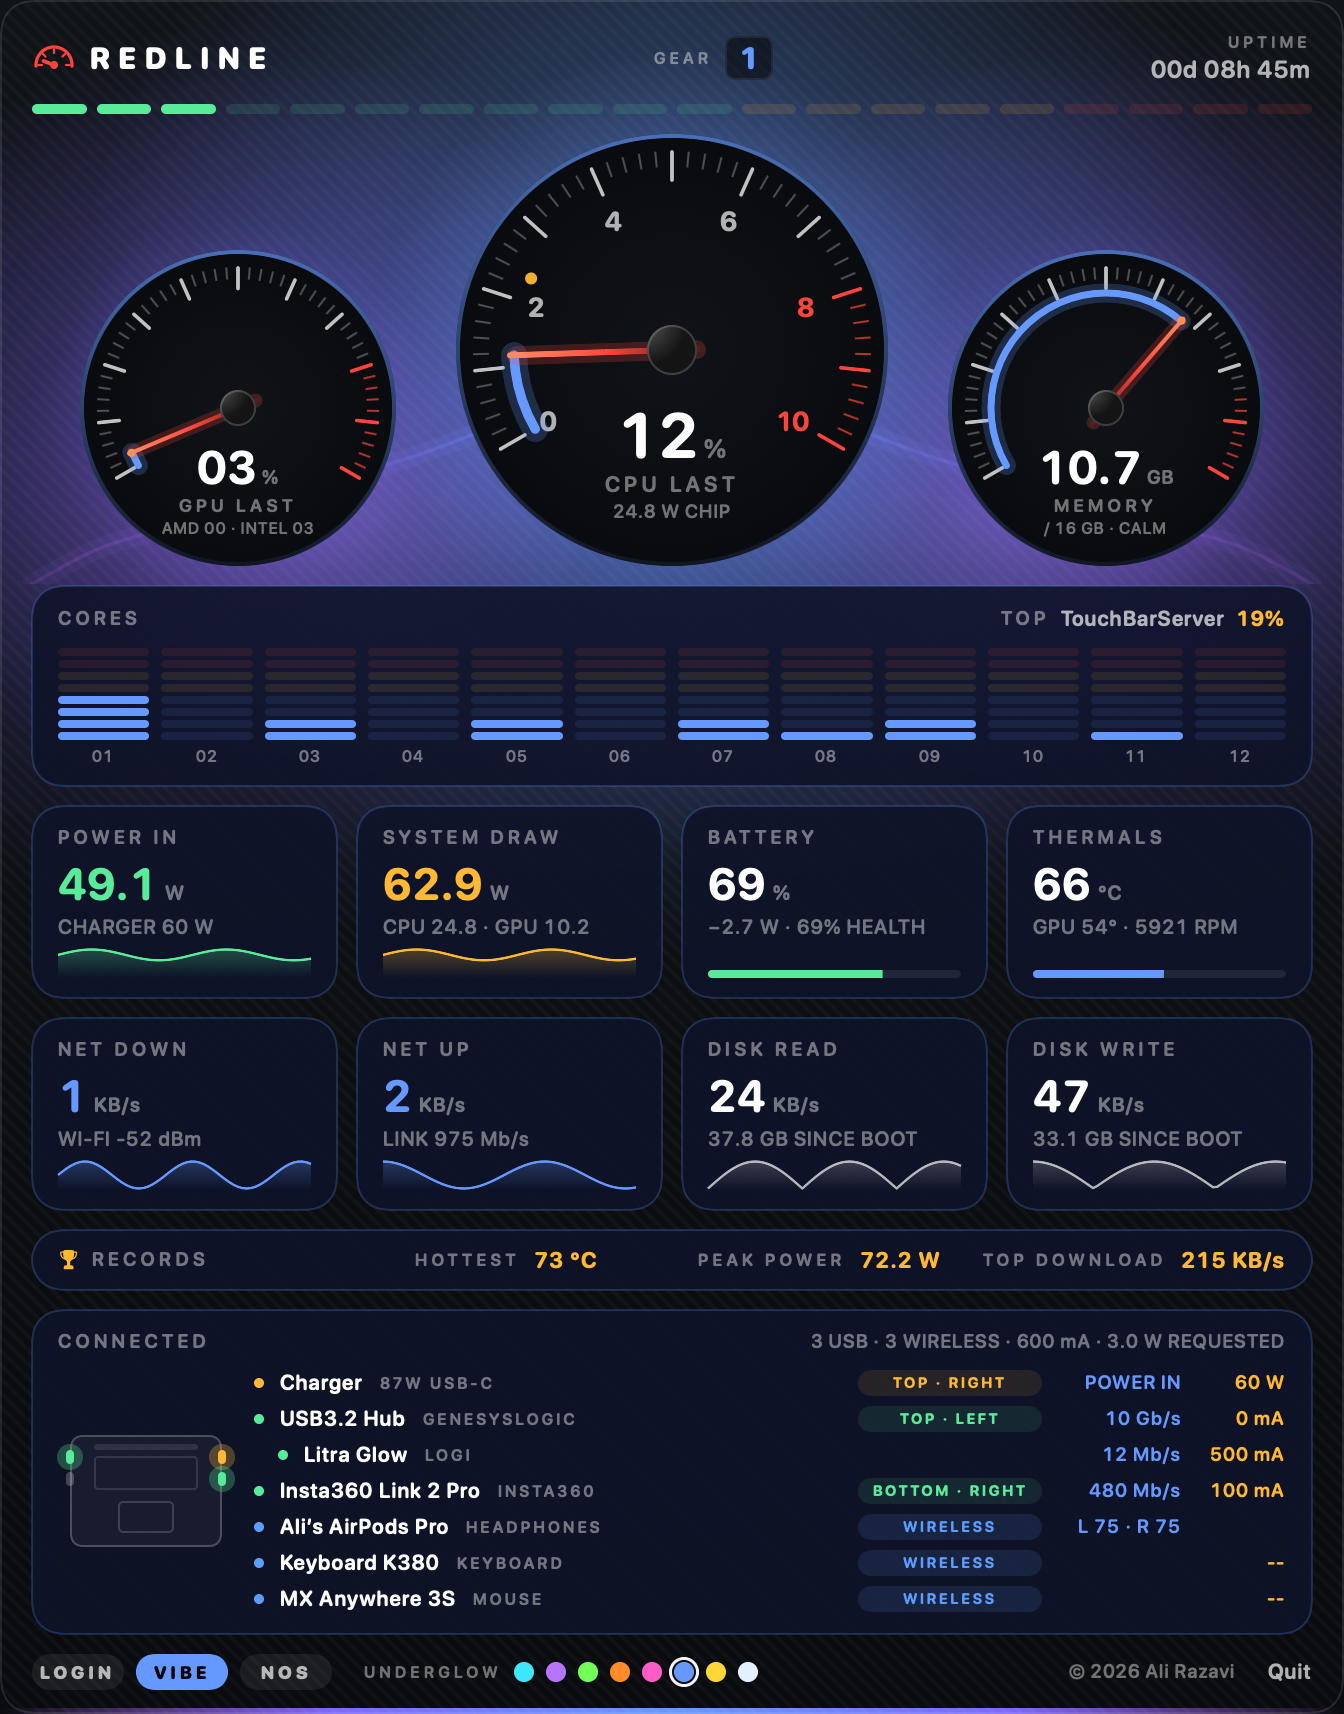 REDLINE
GEAR 1
UPTIME
00d 08h 45m
0 2 4 6 8 10
03 %
GPU LAST
AMD 00 · INTEL 03
12 %
CPU LAST
24.8 W CHIP
10.7 GB
MEMORY
/ 16 GB · CALM
CORES TOP TouchBarServer 19%
01 02 03 04 05 06 07 08 09 10 11 12
POWER IN
49.1 W
CHARGER 60 W
SYSTEM DRAW
62.9 W
CPU 24.8 · GPU 10.2
BATTERY
69 %
−2.7 W · 69% HEALTH
THERMALS
66 °C
GPU 54° · 5921 RPM
NET DOWN
1 KB/s
WI-FI -52 dBm
NET UP
2 KB/s
LINK 975 Mb/s
DISK READ
24 KB/s
37.8 GB SINCE BOOT
DISK WRITE
47 KB/s
33.1 GB SINCE BOOT
RECORDS HOTTEST 73 °C PEAK POWER 72.2 W TOP DOWNLOAD 215 KB/s
CONNECTED 3 USB · 3 WIRELESS · 600 mA · 3.0 W REQUESTED
Charger 87W USB-C TOP · RIGHT POWER IN 60 W
USB3.2 Hub GENESYSLOGIC TOP · LEFT 10 Gb/s 0 mA
Litra Glow LOGI 12 Mb/s 500 mA
Insta360 Link 2 Pro INSTA360 BOTTOM · RIGHT 480 Mb/s 100 mA
Ali's AirPods Pro HEADPHONES WIRELESS L 75 · R 75
Keyboard K380 KEYBOARD WIRELESS --
MX Anywhere 3S MOUSE WIRELESS --
LOGIN VIBE NOS UNDERGLOW © 2026 Ali Razavi Quit